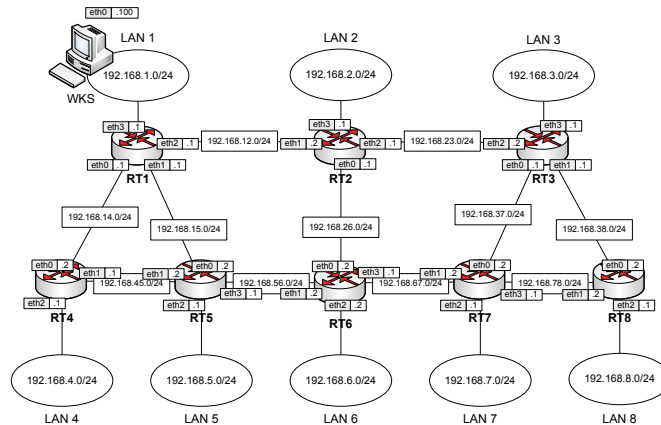 eth0 .100
LAN 1
LAN 2
LAN 3
192.168.1.0/24
192.168.2.0/24
192.168.3.0/24
WKS
eth3 .1
eth3 .1
eth3 .1
eth2 .1
192.168.12.0/24
eth1 .2
eth2 .1
192.168.23.0/24
eth2 .2
eth0 .1
eth1 .1
eth0 .1
eth0 .1
eth1 .1
RT1
RT2
RT3
192.168.14.0/24
192.168.15.0/24
192.168.26.0/24
192.168.37.0/24
192.168.38.0/24
eth0 .2
eth0 .2
eth0 .2
eth0 .2
eth0 .2
eth1 .1
192.168.45.0/24
eth1 .2
192.168.56.0/24
eth3 .1
eth1 .2
eth3 .1
192.168.67.0/24
eth1 .2
192.168.78.0/24
eth3 .1
eth1 .2
eth2 .1
eth2 .1
eth2 .2
eth2 .1
eth2 .1
RT4
RT5
RT6
RT7
RT8
192.168.4.0/24
192.168.5.0/24
192.168.6.0/24
192.168.7.0/24
192.168.8.0/24
LAN 4
LAN 5
LAN 6
LAN 7
LAN 8